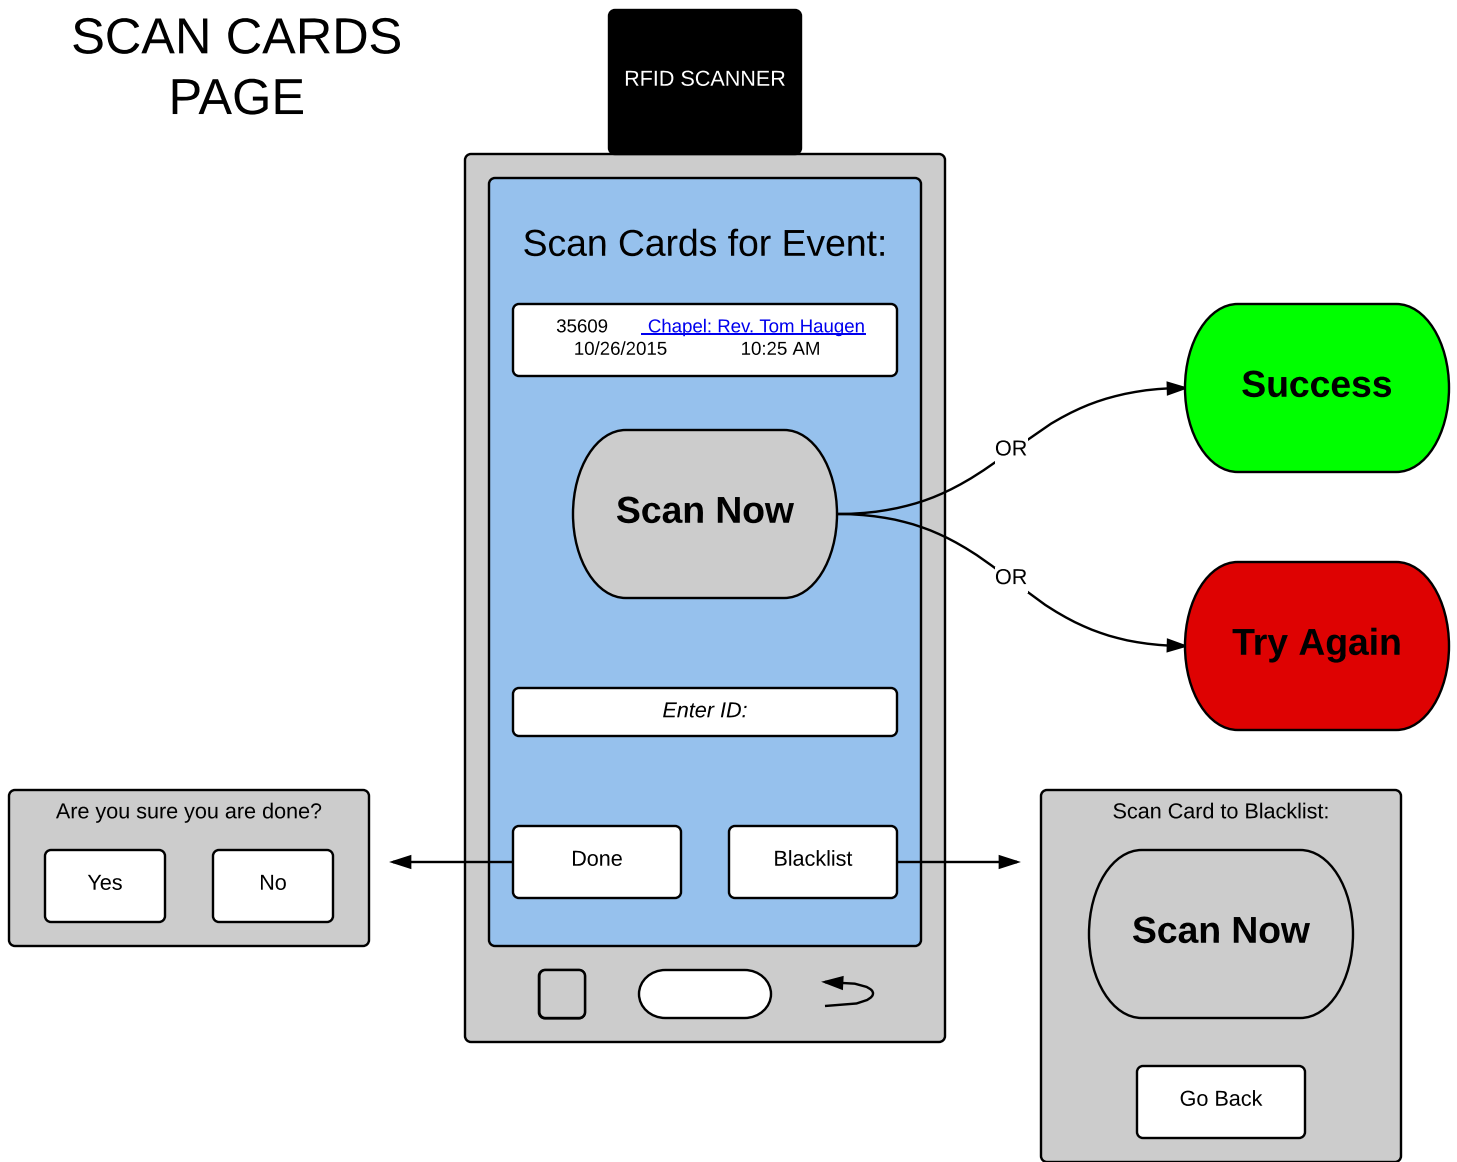 SCAN CARDS
PAGE
RFID SCANNER
Scan Cards for Event:
35609 Chapel: Rev. Tom Haugen
10/26/2015 10:25 AM
Success
OR
Scan Now
OR
Try Again
Enter ID:
Are you sure you are done?
Yes No
Done Blacklist
Scan Card to Blacklist:
Scan Now
Go Back